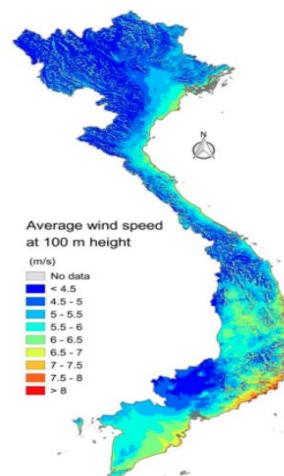 N
Average wind speed
at 100 m height
(m/s)
No data
< 4.5
4.5 - 5
5 - 5.5
5.5 - 6
6 - 6.5
6.5 - 7
7 - 7.5
7.5 - 8
> 8